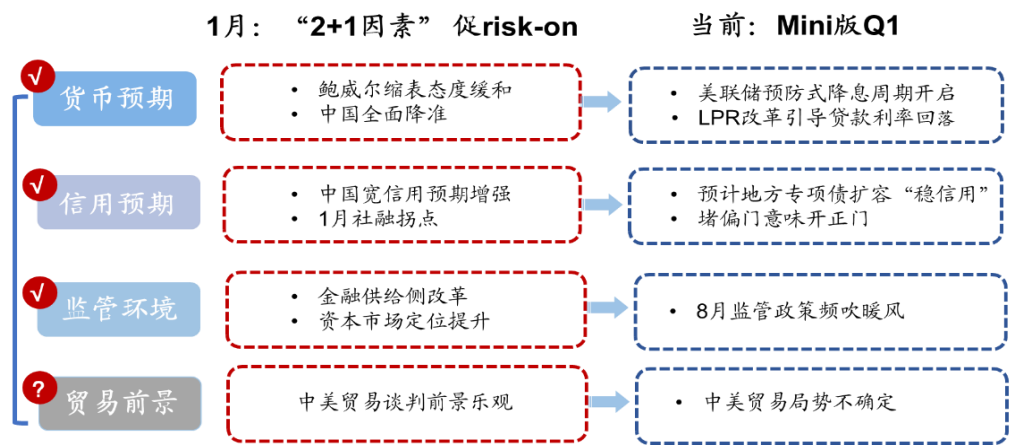 1月：“2+1因素”促risk-on
当前：Mini版Q1
√
货币预期
• 鲍威尔缩表态度缓和
• 中国全面降准
• 美联储预防式降息周期开启
• LPR改革引导贷款利率回落
√
信用预期
• 中国宽信用预期增强
• 1月社融拐点
• 预计地方专项债扩容“稳信用”
• 堵偏门意味开正门
√
监管环境
• 金融供给侧改革
• 资本市场定位提升
• 8月监管政策频吹暖风
?
贸易前景
中美贸易谈判前景乐观
• 中美贸易局势不确定